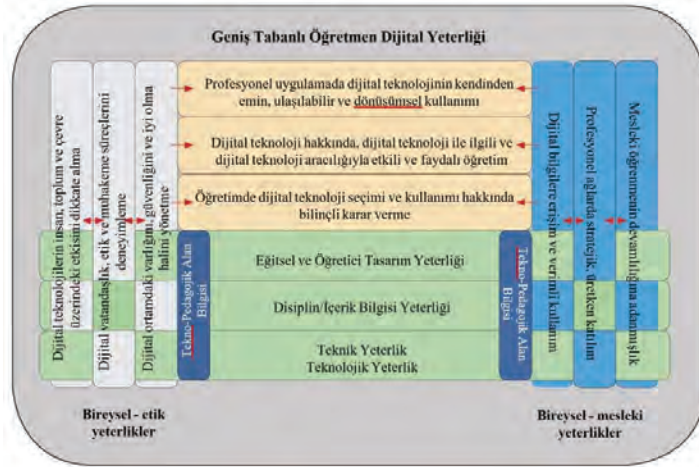 Geniş Tabanlı Öğretmen Dijital Yeterliği
Dijital teknolojilerin insan, toplum ve çevre
üzerindeki etkisini dikkate alma
Dijital vatandaşlık, etik ve muhakeme süreçlerini
deneyimleme
Dijital ortamdaki varlığını, güvenliğini ve iyi olma
halini yönetme
Profesyonel uygulamada dijital teknolojinin kendinden
emin, ulaşılabilir ve dönüsümsel kullanımı
Dijital teknoloji hakkında, dijital teknoloji ile ilgili ve
dijital teknoloji aracılığıyla etkili ve faydalı öğretim
Öğretimde dijital teknoloji seçimi ve kullanımı hakkında
bilinçli karar verme
Tekno-Pedagojik Alan
Bilgisi
Eğitsel ve Öğretici Tasarım Yeterliği
Disiplin/İçerik Bilgisi Yeterliği
Teknik Yeterlik
Teknolojik Yeterlik
Tekno-Pedagojik Alan
Bilgisi
Dijital bilgilere erişim ve verimli kullanım
Profesyonel ağlarda stratejik, üretken katılım
Mesleki öğrenmenin devamlılığına adanmışlık
Bireysel - etik
yeterlikler
Bireysel - mesleki
yeterlikler